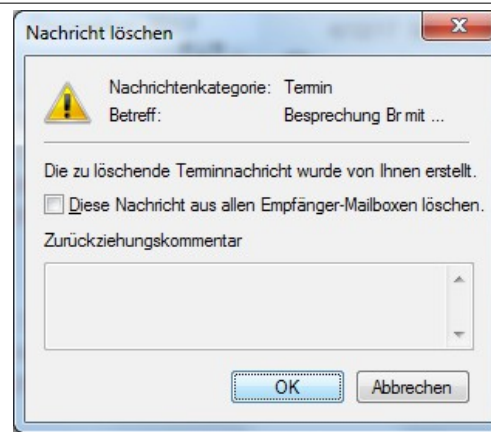 Nachricht löschen
Nachrichtenkategorie: Termin
Betreff: Besprechung Br mit ...
Die zu löschende Terminnachricht wurde von Ihnen erstellt.
Diese Nachricht aus allen Empfänger-Mailboxen löschen.
Zurückziehungskommentar
OK Abbrechen